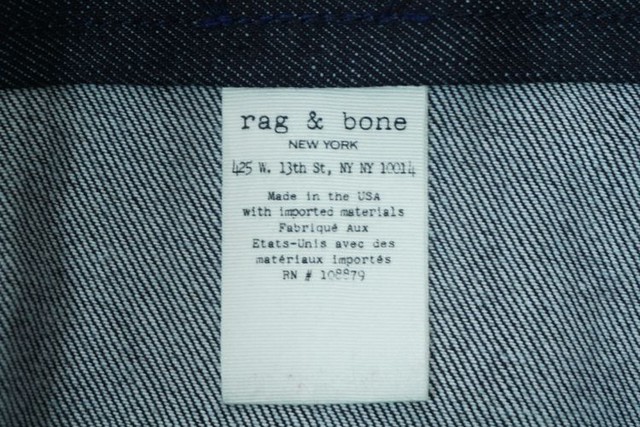 rag & bone
NEW YORK
425 W. 13th St, NY NY 10014
Made in the USA
with imported materials
Fabriqué Aux
Etats-Unis avec des
matériaux importés
RN # 108879